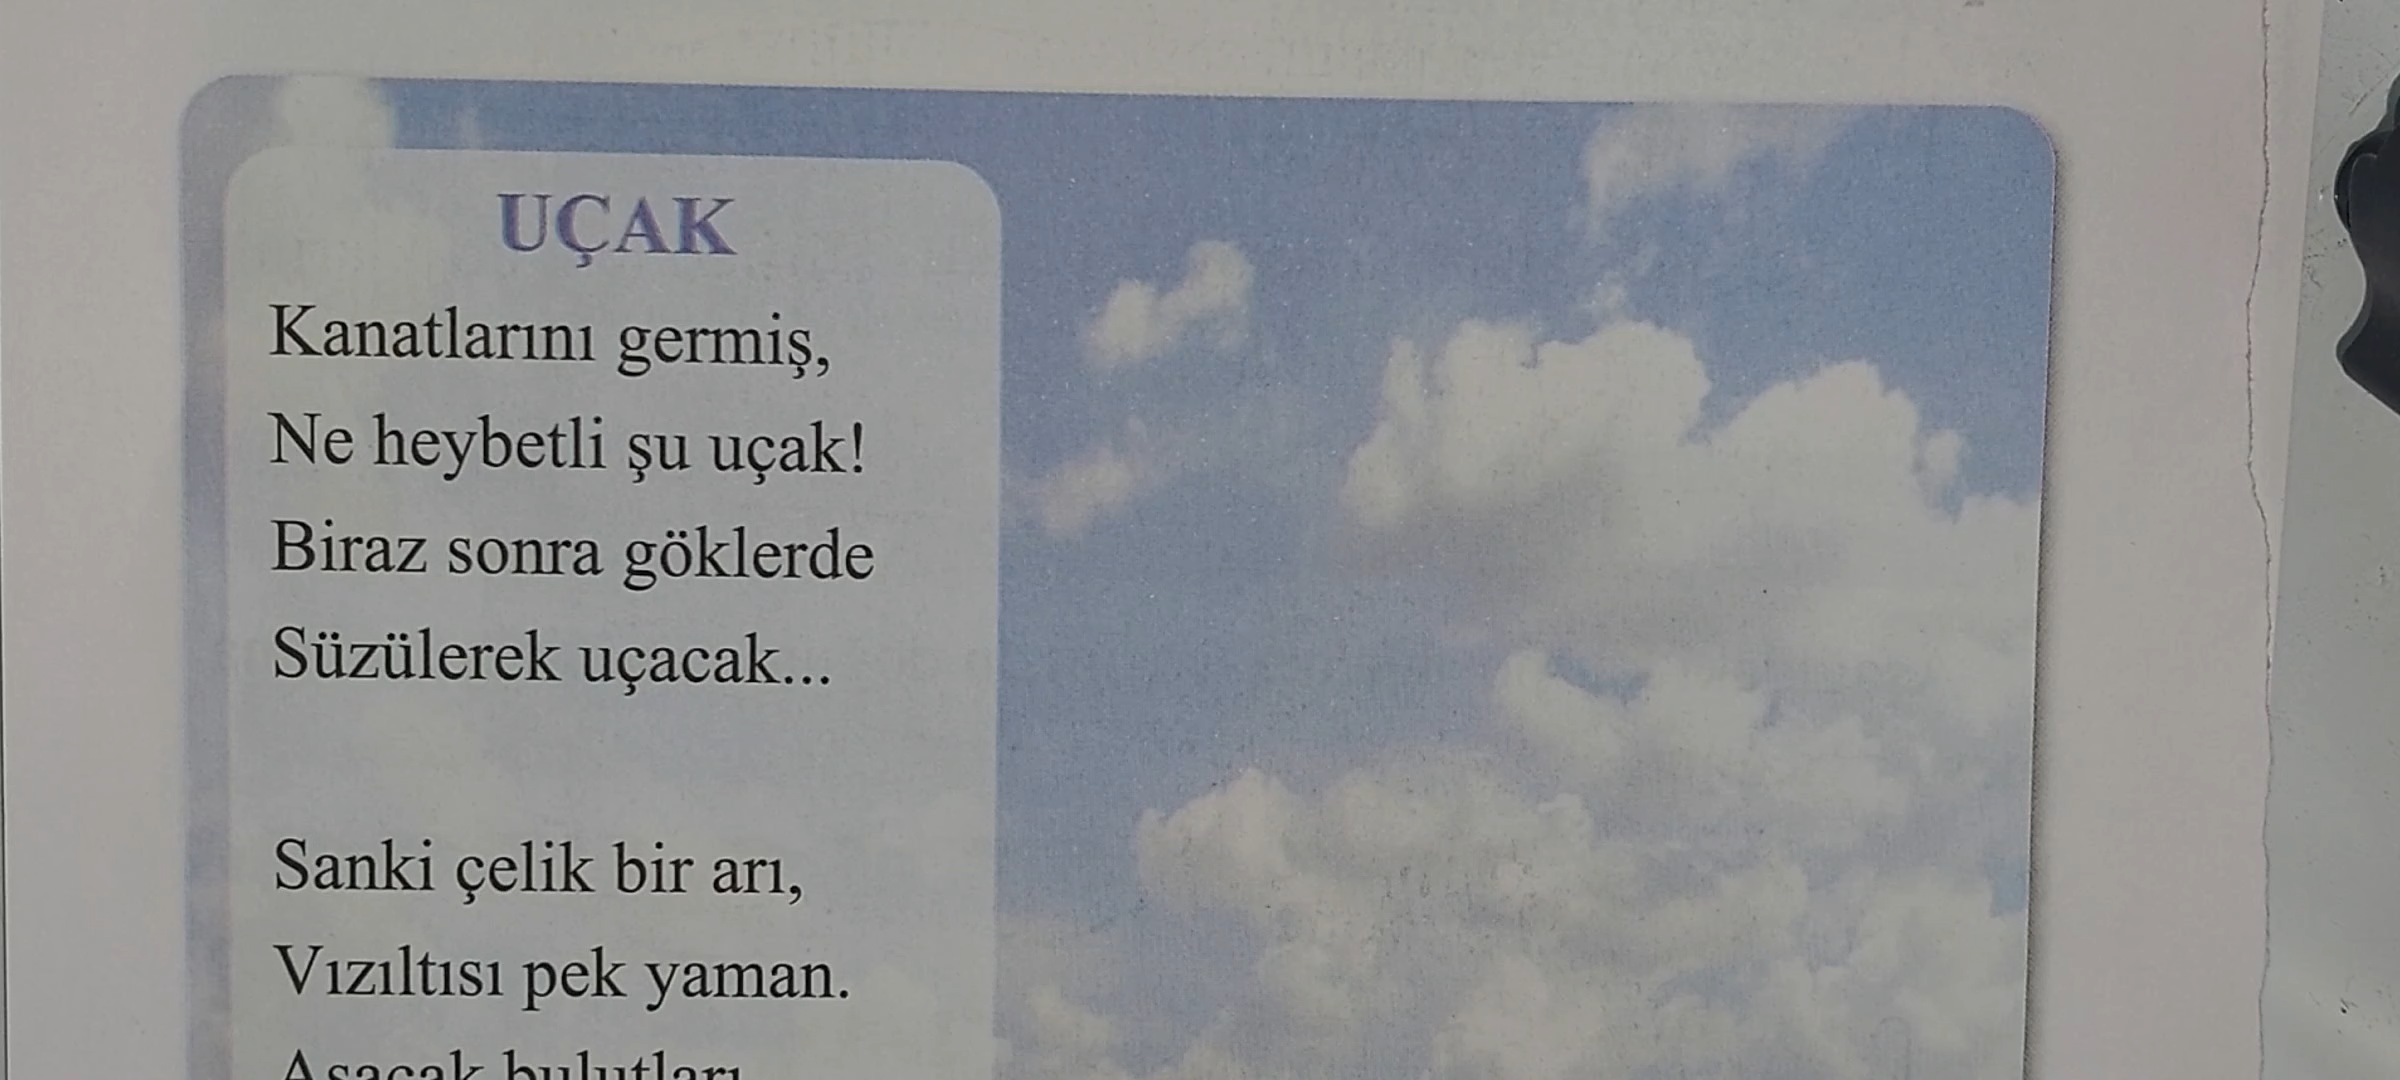 UÇAK
Kanatlarını germiş,
Ne heybetli şu uçak!
Biraz sonra göklerde
Süzülerek uçacak...
Sanki çelik bir arı,
Vızıltısı pek yaman.
bulutları